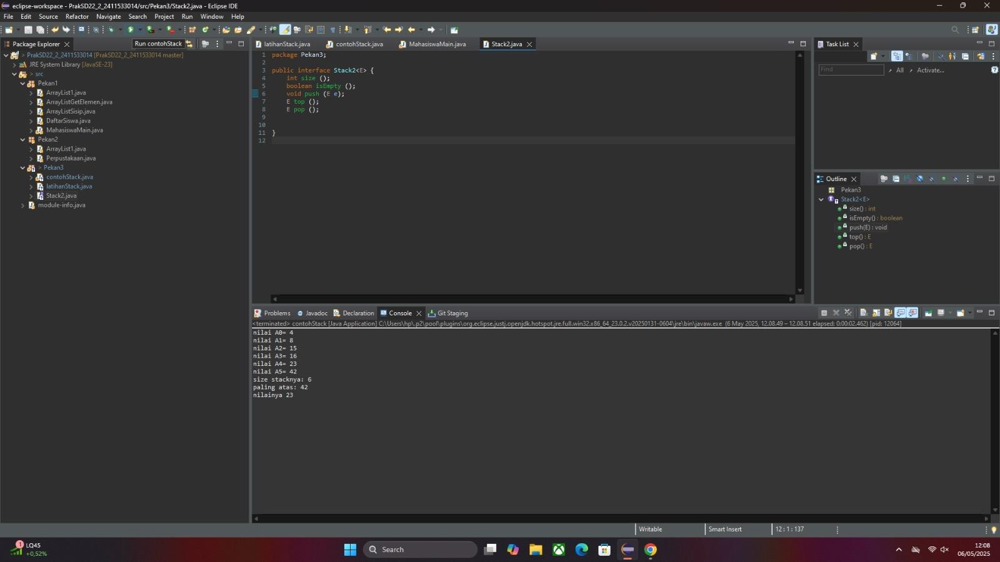 eclipse-workspace - PrakSD22_2_2411533014/src/Pekan3/Stack2.java - Eclipse IDE
File Edit Source Refactor Navigate Search Project Run Window Help
Package Explorer
Run contohStack
latihanStack.java contohStack.java MahasiswaMain.java Stack2.java
> PrakSD22_2_2411533014 [PrakSD22_2_2411533014 master]
JRE System Library [JavaSE-23]
> src
Pekan1
ArrayList1.java
ArrayListGetElemen.java
ArrayListSisip.java
DaftarSiswa.java
MahasiswaMain.java
Pekan2
ArrayList1.java
Perpustakaan.java
> Pekan3
contohStack.java
latihanStack.java
Stack2.java
module-info.java
1 package Pekan3;
2
3 public interface Stack2<E> {
4 int size ();
5 boolean isEmpty ();
6 void push (E e);
7 E top ();
8 E pop ();
9
10
11 }
12
Task List
Find
All
Activate...
Outline
Pekan3
Stack2<E>
size() : int
isEmpty() : boolean
push(E) : void
top() : E
pop() : E
Problems Javadoc Declaration Console Git Staging
<terminated> contohStack [Java Application] C:\Users\hp\.p2\pool\plugins\org.eclipse.justj.openjdk.hotspot.jre.full.win32.x86_64_23.0.2.v20250131-0604\jre\bin\javaw.exe (6 May 2025, 12.08.49 – 12.08.51 elapsed: 0:00:02.462) [pid: 12064]
nilai A0= 4
nilai A1= 8
nilai A2= 15
nilai A3= 16
nilai A4= 23
nilai A5= 42
size stacknya: 6
paling atas: 42
nilainya 23
Writable
Smart Insert
12 : 1 : 137
1
LQ45
+0,52%
Search
12:08
06/05/2025